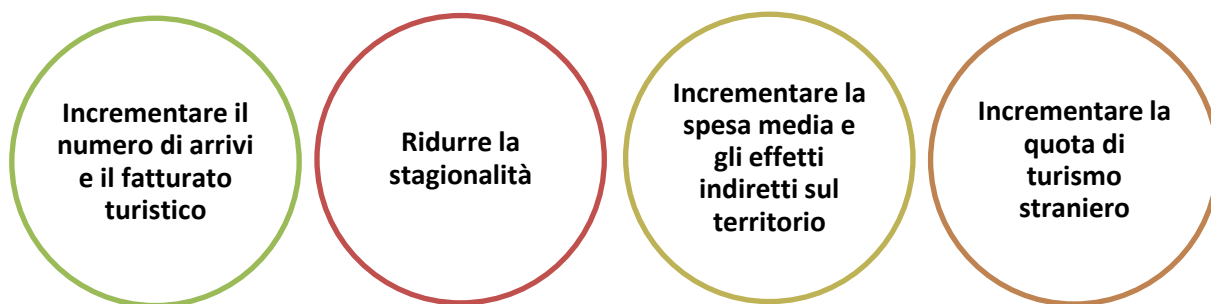 Incrementare il
numero di arrivi
e il fatturato
turistico
Ridurre la
stagionalità
Incrementare la
spesa media e
gli effetti
indiretti sul
territorio
Incrementare la
quota di
turismo
straniero